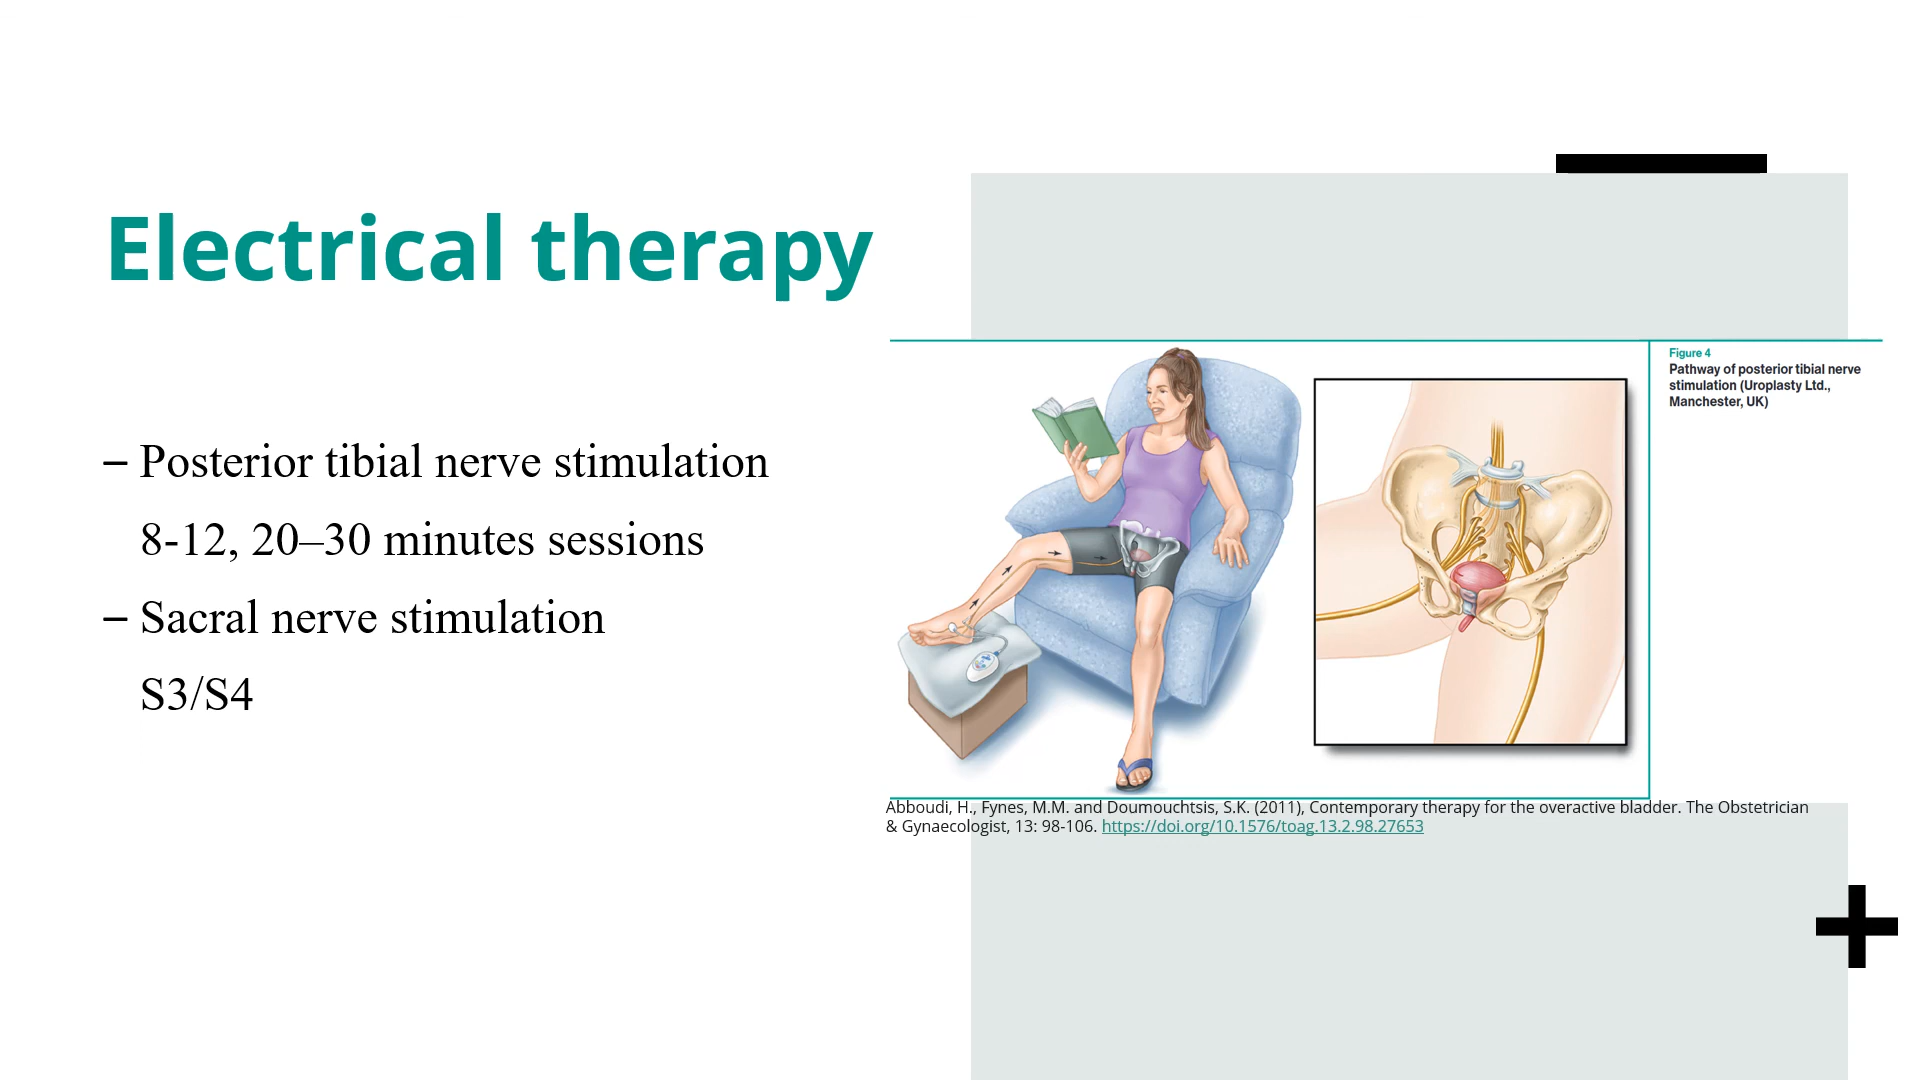 Electrical therapy
– Posterior tibial nerve stimulation
8-12, 20–30 minutes sessions
– Sacral nerve stimulation
S3/S4
Figure 4
Pathway of posterior tibial nerve
stimulation (Uroplasty Ltd.,
Manchester, UK)
Abboudi, H., Fynes, M.M. and Doumouchtsis, S.K. (2011), Contemporary therapy for the overactive bladder. The Obstetrician
& Gynaecologist, 13: 98-106. https://doi.org/10.1576/toag.13.2.98.27653